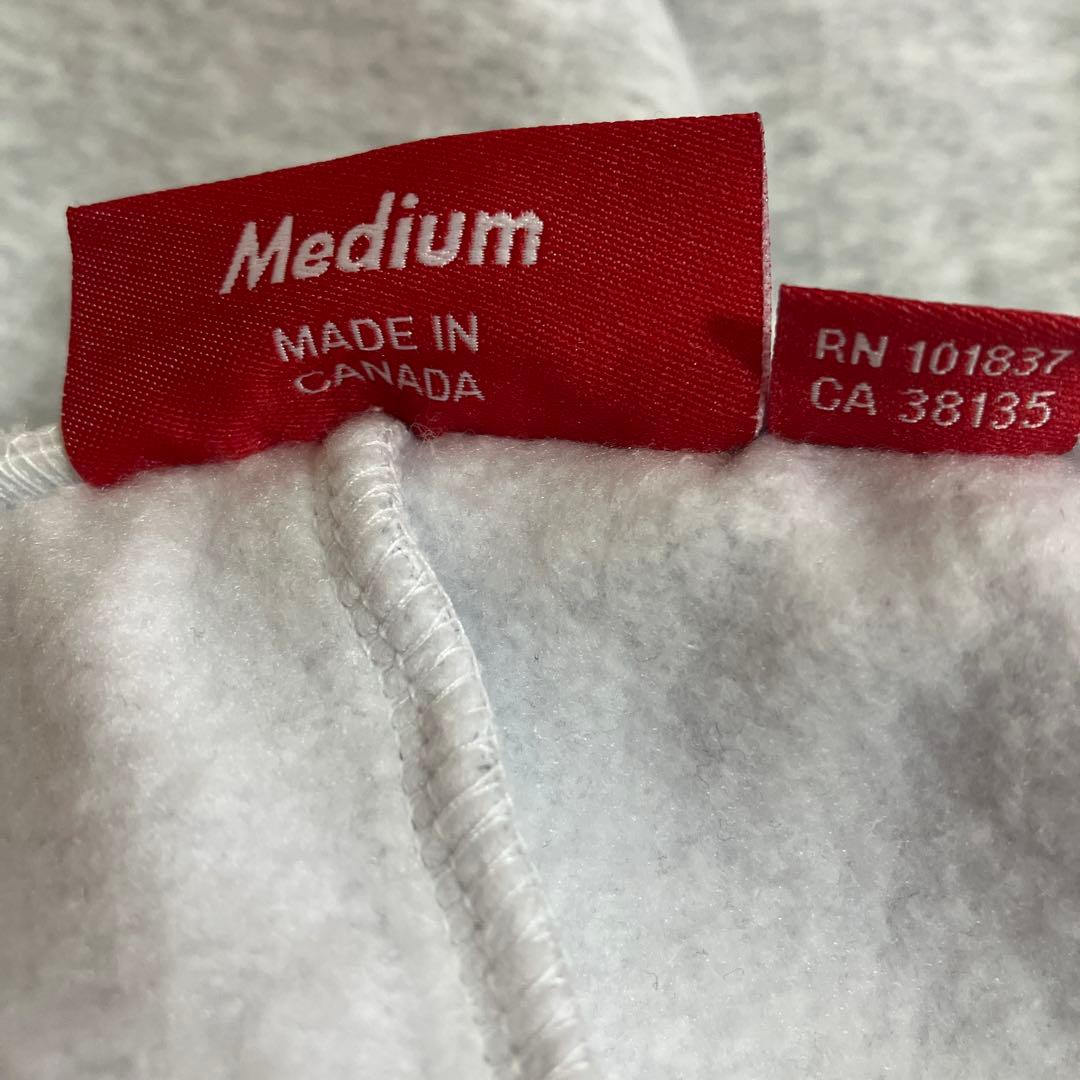 Medium
MADE IN
CANADA
RN 101837
CA 38135